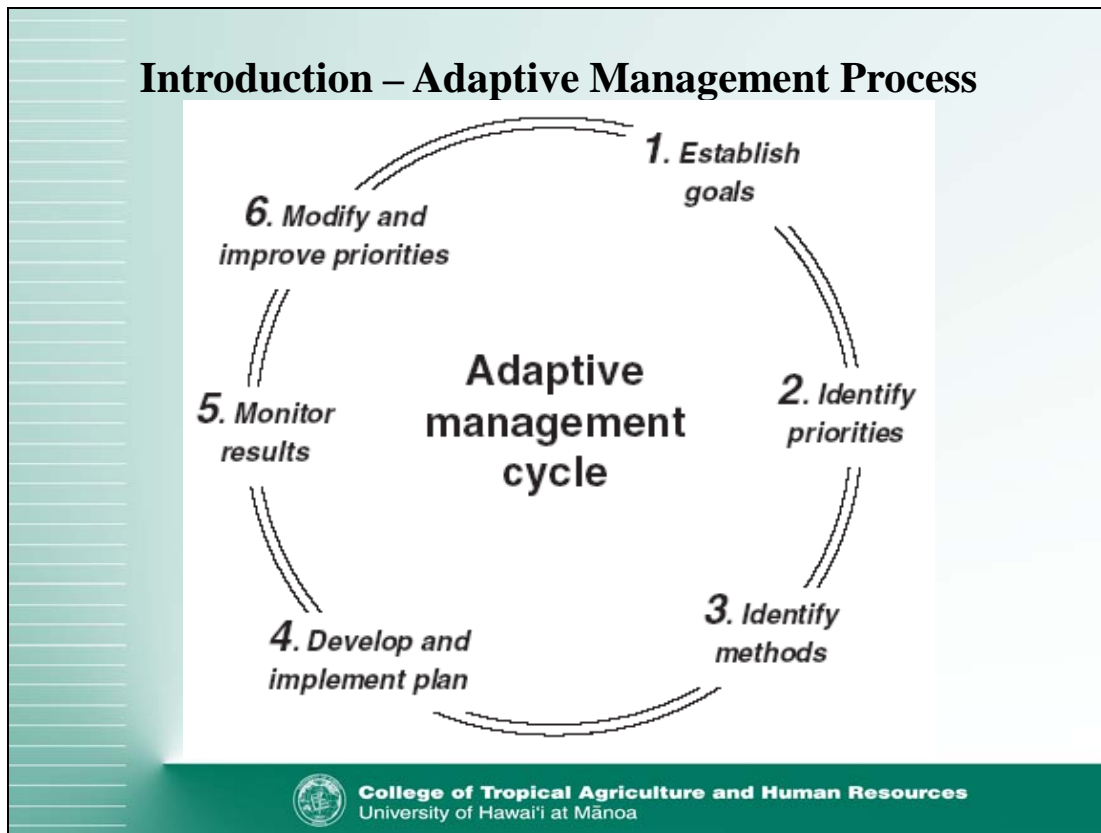 Introduction – Adaptive Management Process
1. Establish
goals
2. Identify
priorities
3. Identify
methods
4. Develop and
implement plan
5. Monitor
results
6. Modify and
improve priorities
Adaptive
management
cycle
College of Tropical Agriculture and Human Resources
University of Hawai‘i at Mānoa